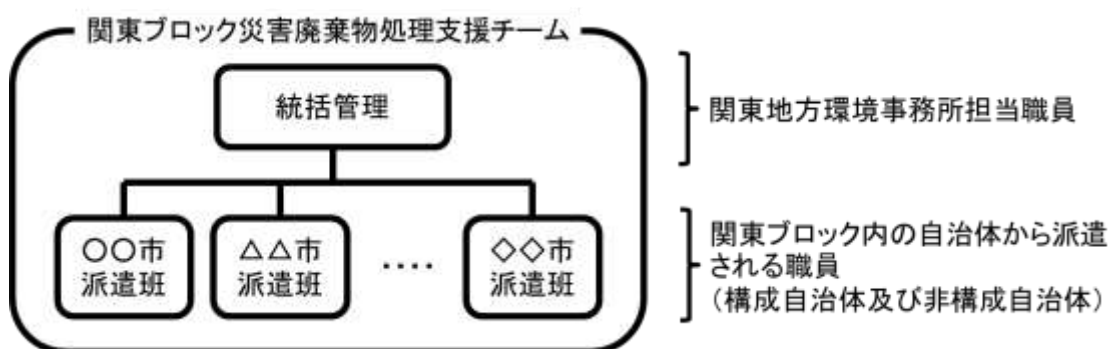 関東ブロック災害廃棄物処理支援チーム
統括管理
関東地方環境事務所担当職員
〇〇市
派遣班
△△市
派遣班
‥‥
◇◇市
派遣班
関東ブロック内の自治体から派遣
される職員
（構成自治体及び非構成自治体）